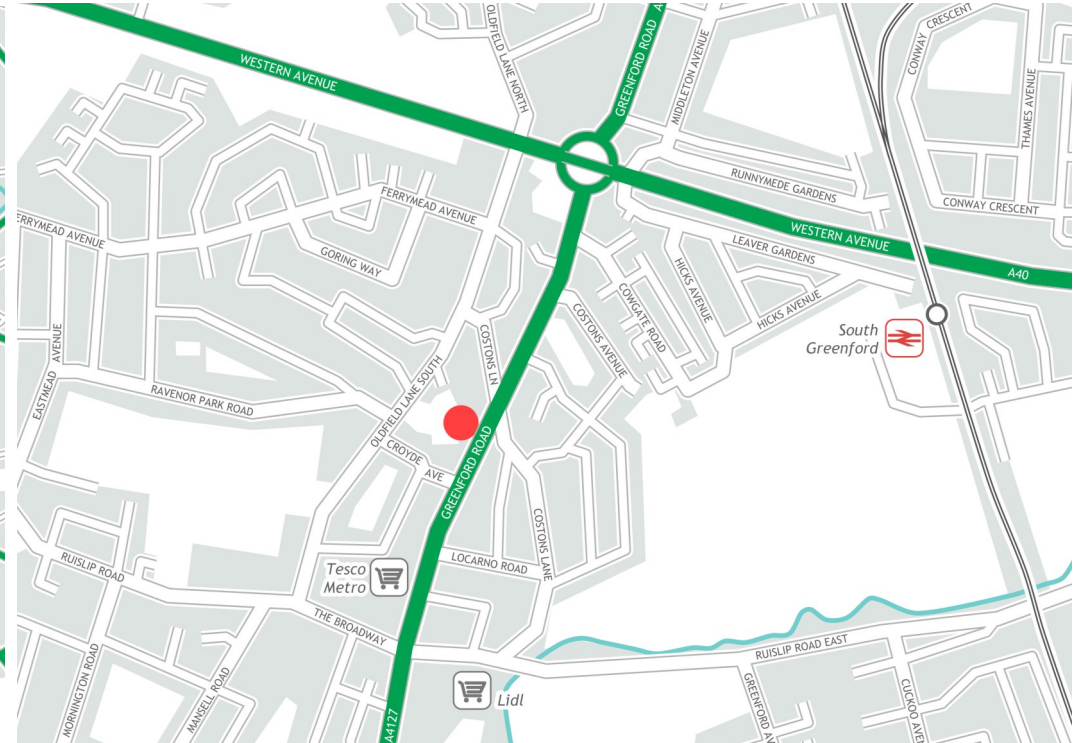 OLDFIELD LANE NORTH
GREENFORD ROAD
A
MIDDLETON AVENUE
CONWAY CRESCENT
THAMES AVENUE
WESTERN AVENUE
RUNNYMEDE GARDENS
CONWAY CRESCENT
FERRYMEAD AVENUE
ERRYMEAD AVENUE
GORING WAY
LEAVER GARDENS
WESTERN AVENUE
A40
HICKS AVENUE
HICKS AVENUE
COWGATE ROAD
COSTONS AVENUE
COSTONS LN
South
Greenford
EASTMEAD AVENUE
RAVENOR PARK ROAD
OLDFIELD LANE SOUTH
CROYDE AVE
GREENFORD ROAD
COSTONS LANE
LOCARNO ROAD
RUISLIP ROAD
Tesco
Metro
THE BROADWAY
RUISLIP ROAD EAST
MORNINGTON ROAD
MANSELL ROAD
A4127
Lidl
GREENFORD AV
CUCKOO AVEN